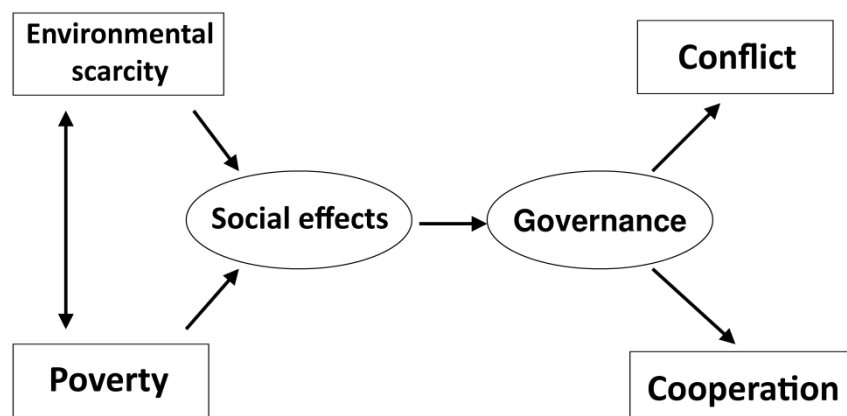 Environmental
scarcity
Conflict
Social effects
Governance
Poverty
Cooperation